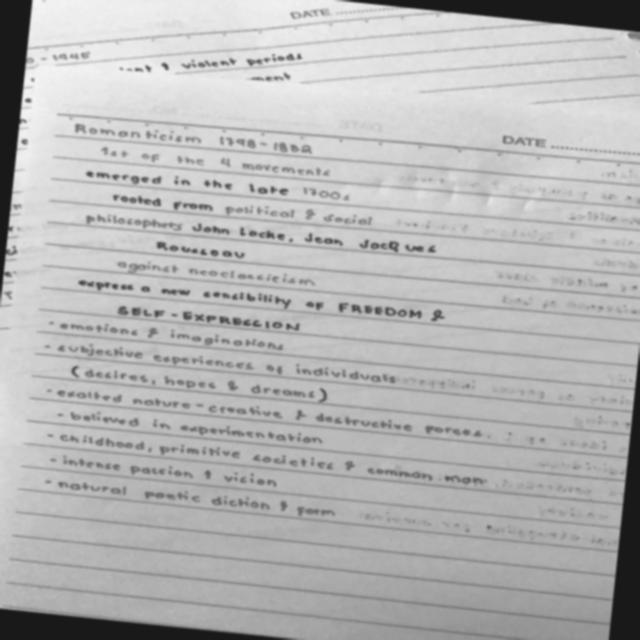 DATE
& violent periods
DATE
Romanticism 1798-1832
1st of the 4 movements
emerged in the late 1700s
rooted from political & social
philosophers John Locke, Jean Jacques
Rousseau
against neoclassicism
express a new sensibility of FREEDOM &
SELF-EXPRESSION
- emotions & imaginations
- subjective experiences of individuals
(desires, hopes & dreams)
- exalted nature-creative & destructive forces.
- believed in experimentation
- childhood, primitive societies & common man
- intense passion & vision
- natural poetic diction & form